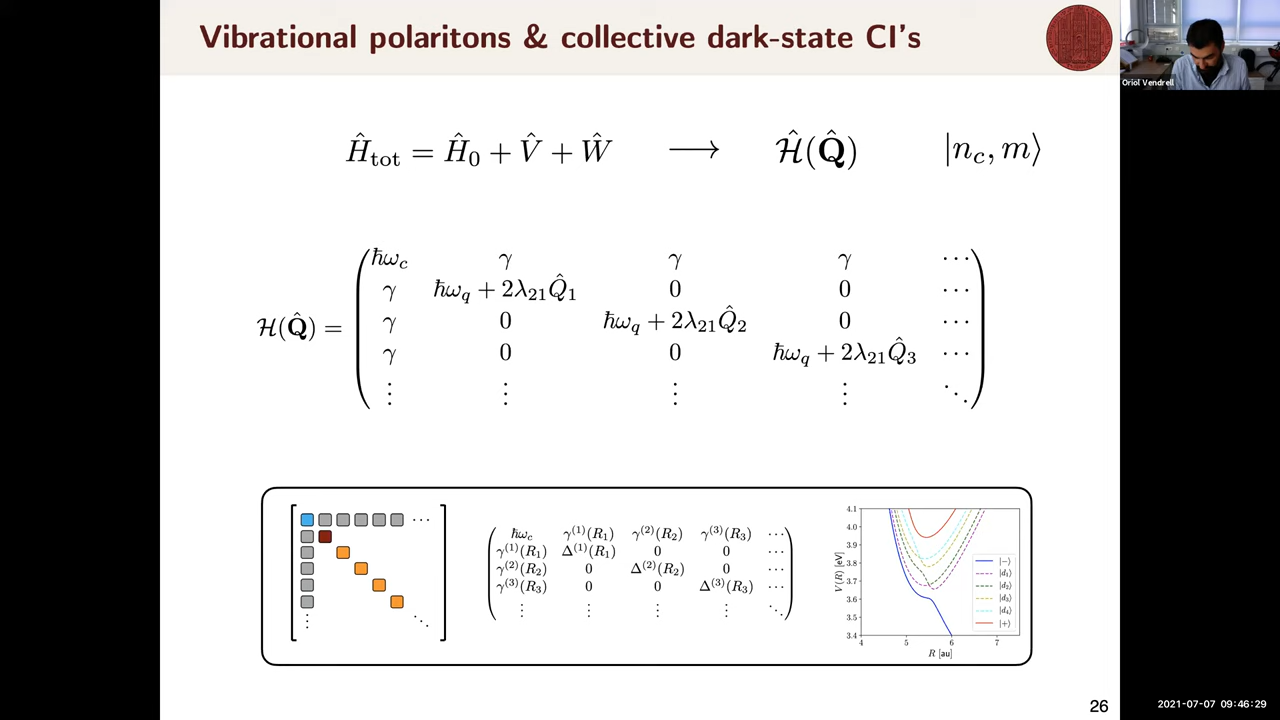 Vibrational polaritons & collective dark-state CI's
Oriol Vendrell
Ĥ_tot = Ĥ_0 + V̂ + Ŵ ⟶ Ĥ(Q̂) |n_c, m⟩
ℋ(Q̂) =
ħω_c γ γ γ ⋯
γ ħω_q + 2λ_21Q̂_1 0 0 ⋯
γ 0 ħω_q + 2λ_21Q̂_2 0 ⋯
γ 0 0 ħω_q + 2λ_21Q̂_3 ⋯
⋮ ⋮ ⋮ ⋮ ⋱
⋯
⋮ ⋱
ħω_c γ^(1)(R_1) γ^(2)(R_2) γ^(3)(R_3) ⋯
γ^(1)(R_1) Δ^(1)(R_1) 0 0 ⋯
γ^(2)(R_2) 0 Δ^(2)(R_2) 0 ⋯
γ^(3)(R_3) 0 0 Δ^(3)(R_3) ⋯
⋮ ⋮ ⋮ ⋮ ⋱
V(R) [eV]
4.1
4.0
3.9
3.8
3.7
3.6
3.5
3.4
|−⟩
|d_1⟩
|d_2⟩
|d_3⟩
|d_4⟩
|+⟩
4 5 6 7
R [au]
26
2021-07-07 09:46:29